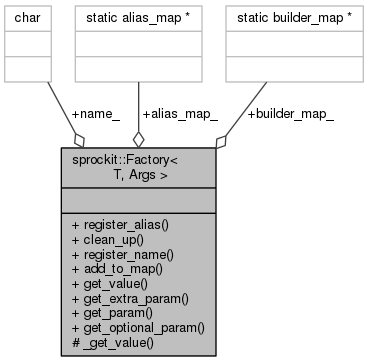 char
static alias_map *
static builder_map *
+name_
+alias_map_
+builder_map_
sprockit::Factory<
T, Args >
+ register_alias()
+ clean_up()
+ register_name()
+ add_to_map()
+ get_value()
+ get_extra_param()
+ get_param()
+ get_optional_param()
# _get_value()